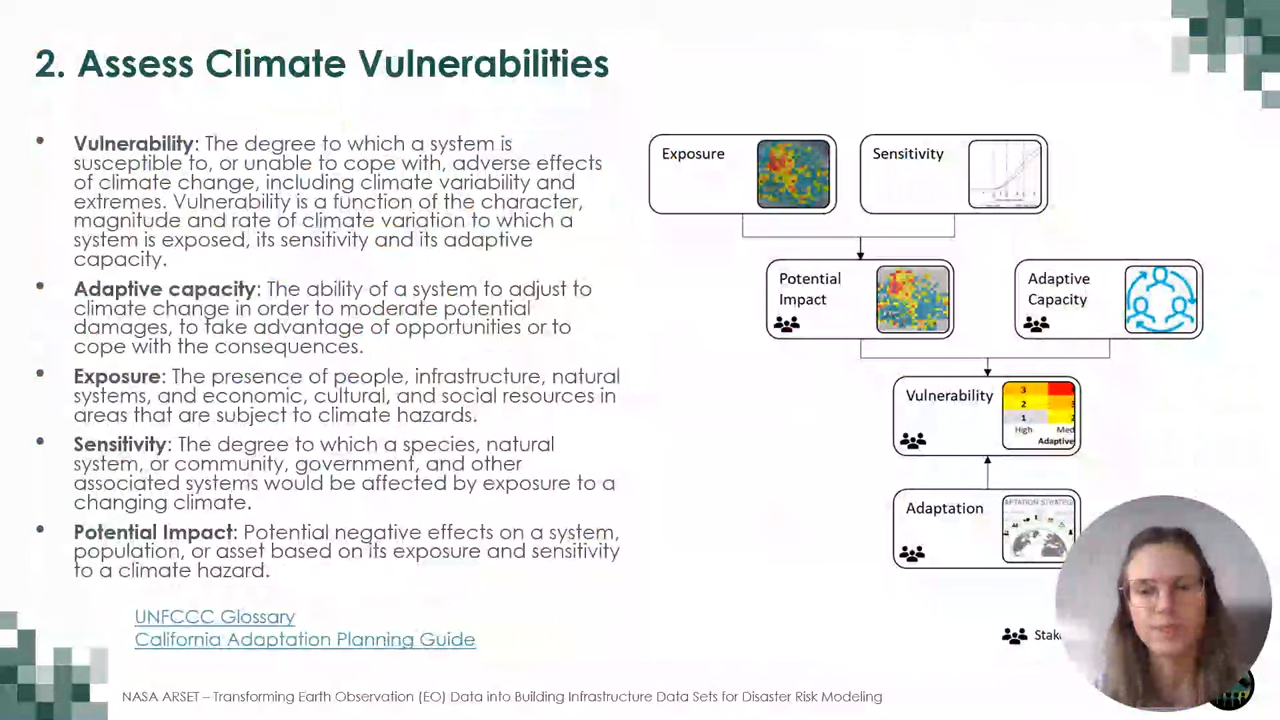 2. Assess Climate Vulnerabilities
• Vulnerability: The degree to which a system is
susceptible to, or unable to cope with, adverse effects
of climate change, including climate variability and
extremes. Vulnerability is a function of the character,
magnitude and rate of climate variation to which a
system is exposed, its sensitivity and its adaptive
capacity.
• Adaptive capacity: The ability of a system to adjust to
climate change in order to moderate potential
damages, to take advantage of opportunities or to
cope with the consequences.
• Exposure: The presence of people, infrastructure, natural
systems, and economic, cultural, and social resources in
areas that are subject to climate hazards.
• Sensitivity: The degree to which a species, natural
system, or community, government, and other
associated systems would be affected by exposure to a
changing climate.
• Potential Impact: Potential negative effects on a system,
population, or asset based on its exposure and sensitivity
to a climate hazard.
UNFCCC Glossary
California Adaptation Planning Guide
Exposure
Sensitivity
Potential
Impact
Adaptive
Capacity
Vulnerability
3
2
1
High Med
Adaptive
Adaptation
NASA ARSET – Transforming Earth Observation (EO) Data into Building Infrastructure Data Sets for Disaster Risk Modeling